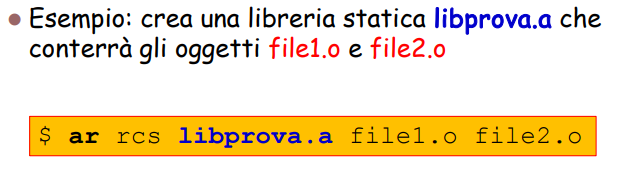 Esempio: crea una libreria statica libprova.a che
conterrà gli oggetti file1.o e file2.o
$ ar rcs libprova.a file1.o file2.o